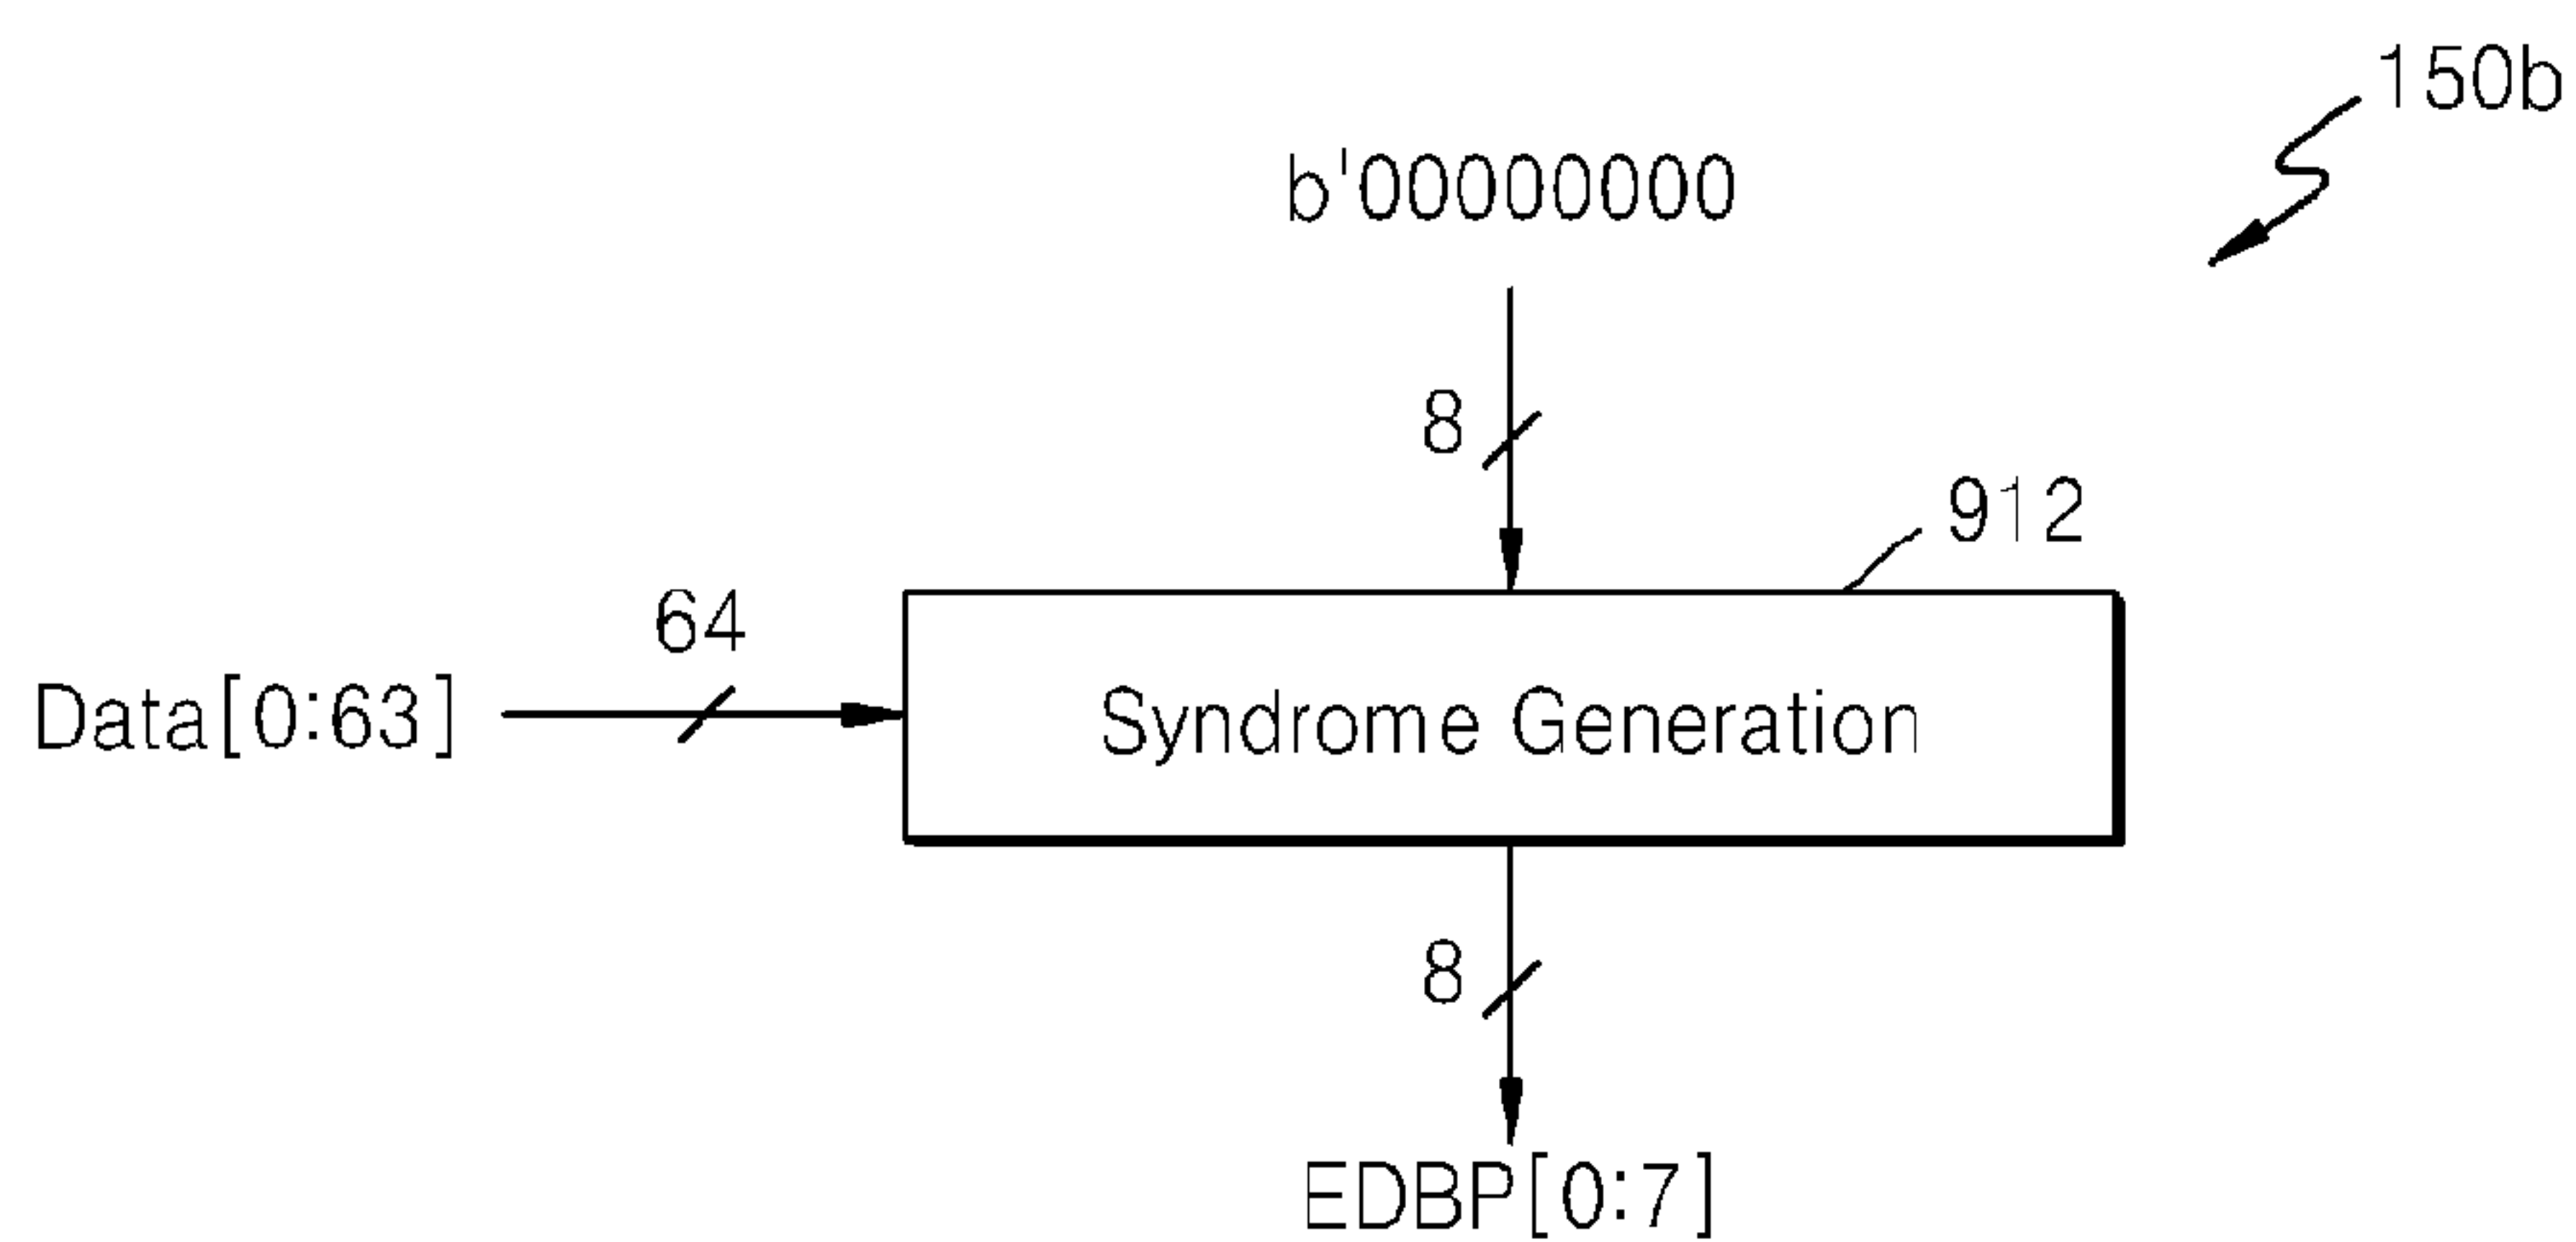 150b
b'00000000
8
912
64
Data[0:63]
Syndrome Generation
8
EDBP[0:7]